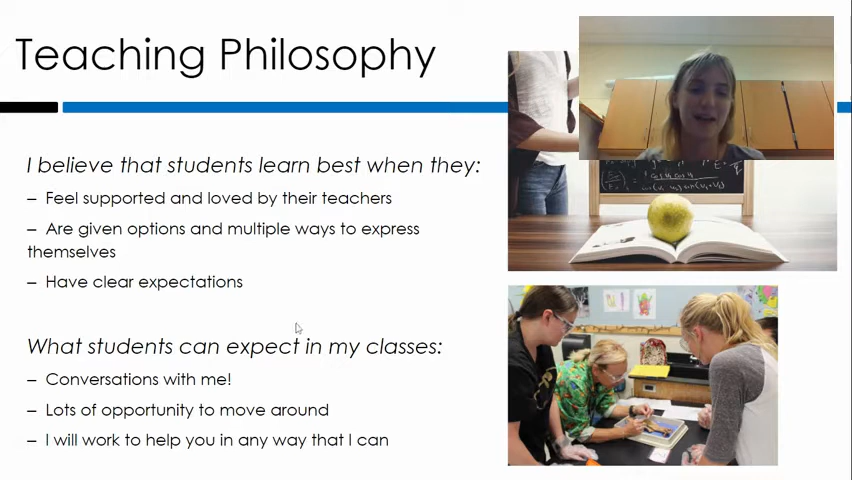 Teaching Philosophy
I believe that students learn best when they:
– Feel supported and loved by their teachers
– Are given options and multiple ways to express
themselves
– Have clear expectations
What students can expect in my classes:
– Conversations with me!
– Lots of opportunity to move around
– I will work to help you in any way that I can